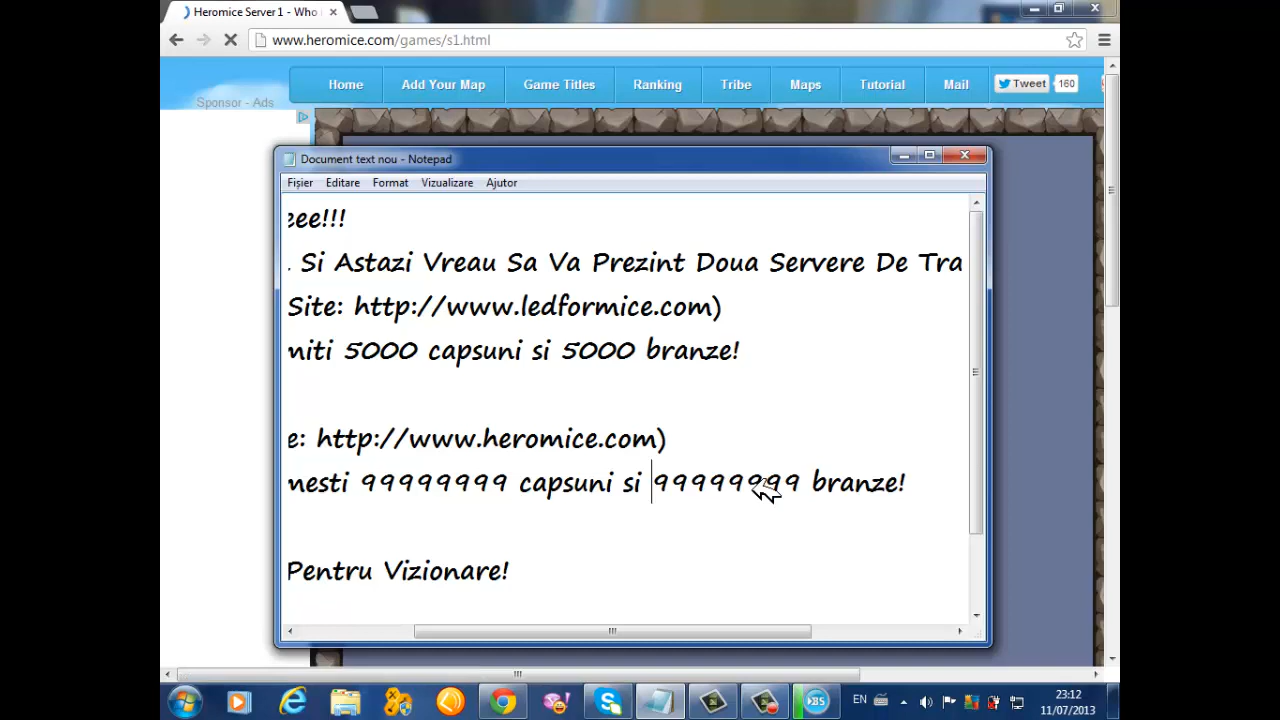 Heromice Server 1 - Who
www.heromice.com/games/s1.html
Home Add Your Map Game Titles Ranking Tribe Maps Tutorial Mail Tweet 160
Sponsor - Ads
Document text nou - Notepad
Fișier Editare Format Vizualizare Ajutor
eee!!!
. Si Astazi Vreau Sa Va Prezint Doua Servere De Tra
Site: http://www.ledformice.com)
miti 5000 capsuni si 5000 branze!
e: http://www.heromice.com)
nesti 99999999 capsuni si 99999999 branze!
Pentru Vizionare!
EN
23:12
11/07/2013